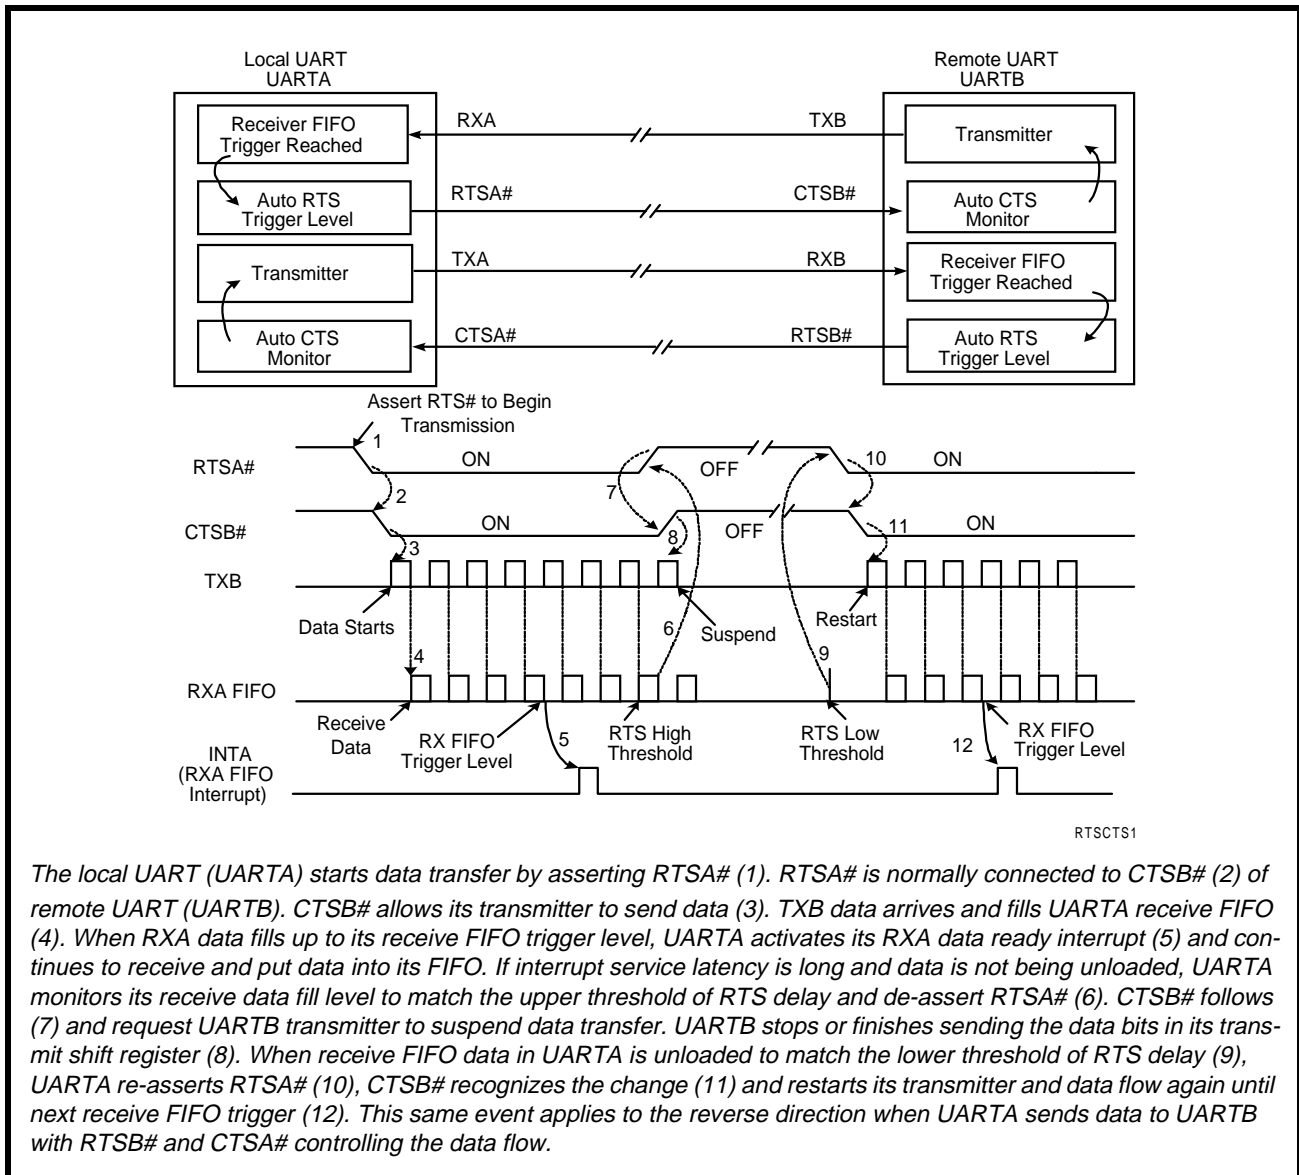 Local UART
UARTA
Remote UART
UARTB
Receiver FIFO
Trigger Reached
RXA
TXB
Transmitter
Auto RTS
Trigger Level
RTSA#
CTSB#
Auto CTS
Monitor
Transmitter
TXA
RXB
Receiver FIFO
Trigger Reached
Auto CTS
Monitor
CTSA#
RTSB#
Auto RTS
Trigger Level
Assert RTS# to Begin
Transmission
1
RTSA#
ON
OFF
10
ON
2
7
CTSB#
ON
OFF
11
ON
3
8
TXB
Data Starts
6
Suspend
Restart
4
9
RXA FIFO
Receive
Data
RX FIFO
Trigger Level
5
RTS High
Threshold
RTS Low
Threshold
12
RX FIFO
Trigger Level
INTA
(RXA FIFO
Interrupt)
RTSCTS1
The local UART (UARTA) starts data transfer by asserting RTSA# (1). RTSA# is normally connected to CTSB# (2) of
remote UART (UARTB). CTSB# allows its transmitter to send data (3). TXB data arrives and fills UARTA receive FIFO
(4). When RXA data fills up to its receive FIFO trigger level, UARTA activates its RXA data ready interrupt (5) and con-
tinues to receive and put data into its FIFO. If interrupt service latency is long and data is not being unloaded, UARTA
monitors its receive data fill level to match the upper threshold of RTS delay and de-assert RTSA# (6). CTSB# follows
(7) and request UARTB transmitter to suspend data transfer. UARTB stops or finishes sending the data bits in its trans-
mit shift register (8). When receive FIFO data in UARTA is unloaded to match the lower threshold of RTS delay (9),
UARTA re-asserts RTSA# (10), CTSB# recognizes the change (11) and restarts its transmitter and data flow again until
next receive FIFO trigger (12). This same event applies to the reverse direction when UARTA sends data to UARTB
with RTSB# and CTSA# controlling the data flow.